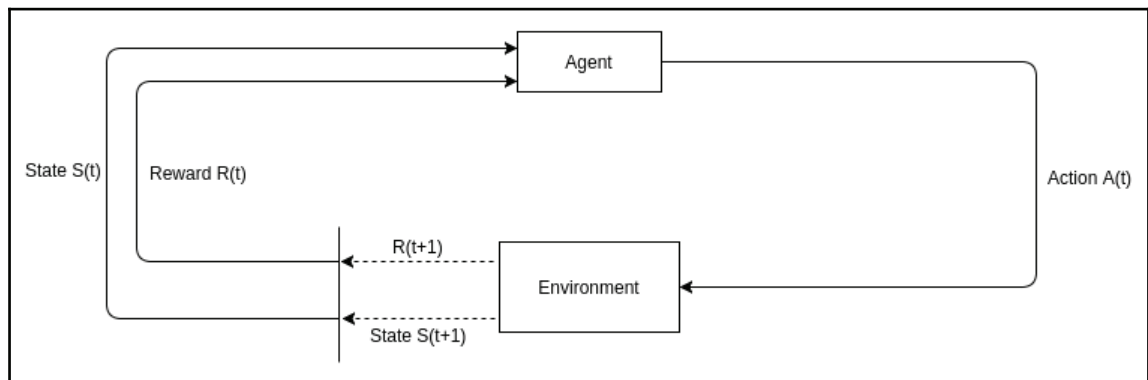 Agent
State S(t)
Reward R(t)
Action A(t)
R(t+1)
Environment
State S(t+1)